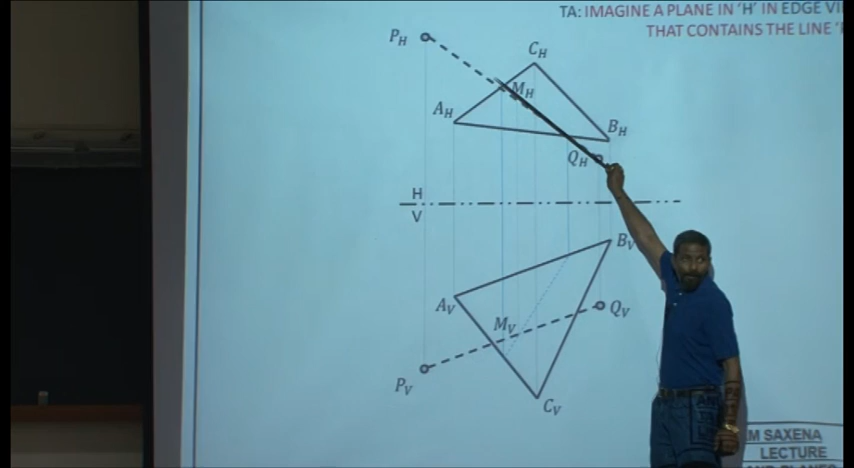 TA: IMAGINE A PLANE IN 'H' IN EDGE
THAT CONTAINS THE LINE
P_H
C_H
M_H
A_H
B_H
Q_H
H
V
B_V
A_V
M_V
Q_V
P_V
C_V
M SAXENA
LECTURE